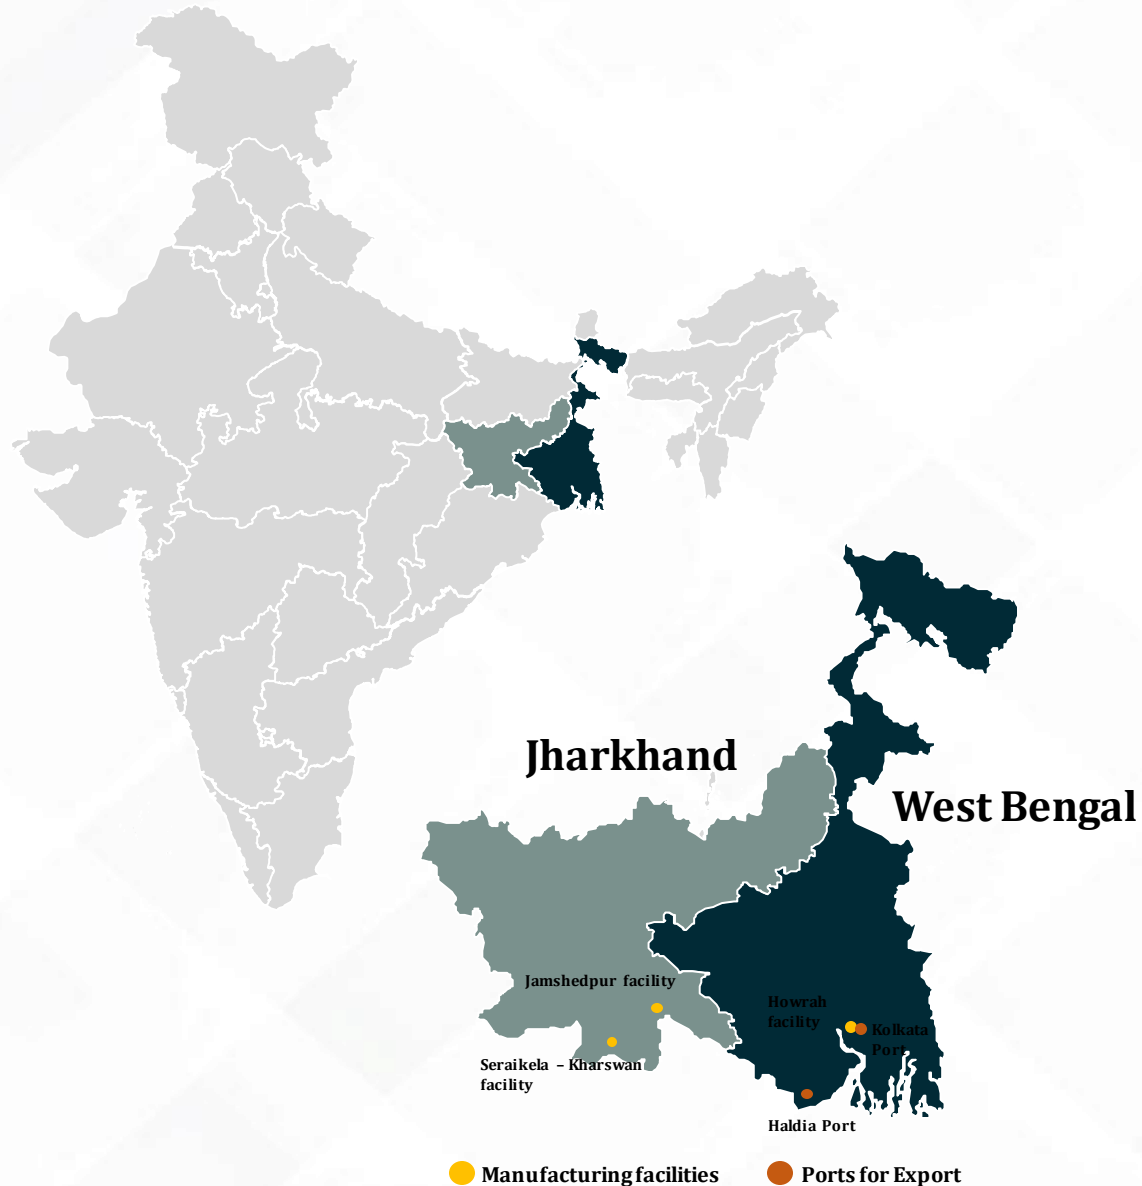 Jharkhand
West Bengal
Jamshedpur facility
Howrah
facility
Kolkata
Port
Seraikela – Kharswan
facility
Haldia Port
Manufacturing facilities
Ports for Export